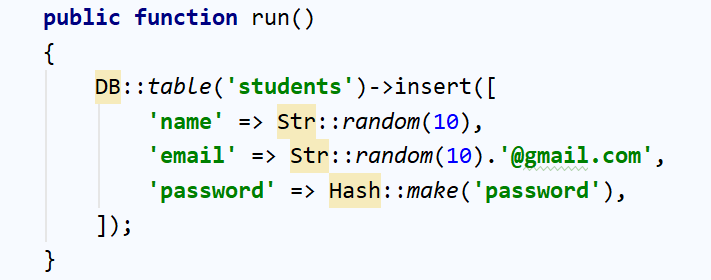 public function run()
{
DB::table('students')->insert([
'name' => Str::random(10),
'email' => Str::random(10).'@gmail.com',
'password' => Hash::make('password'),
]);
}